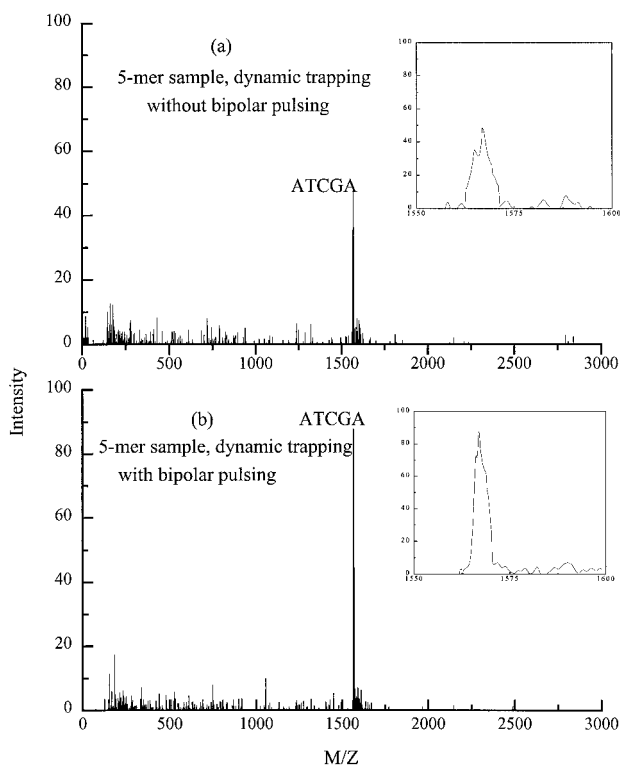 100
(a)
5-mer sample, dynamic trapping
without bipolar pulsing
80
60
ATCGA
40
20
0
0 500 1000 1500 2000 2500 3000
100
80
60
40
20
0
1550 1575 1600
Intensity
100
(b)
ATCGA
5-mer sample, dynamic trapping
with bipolar pulsing
80
60
40
20
0
0 500 1000 1500 2000 2500 3000
100
80
60
40
20
0
1550 1575 1600
M/Z